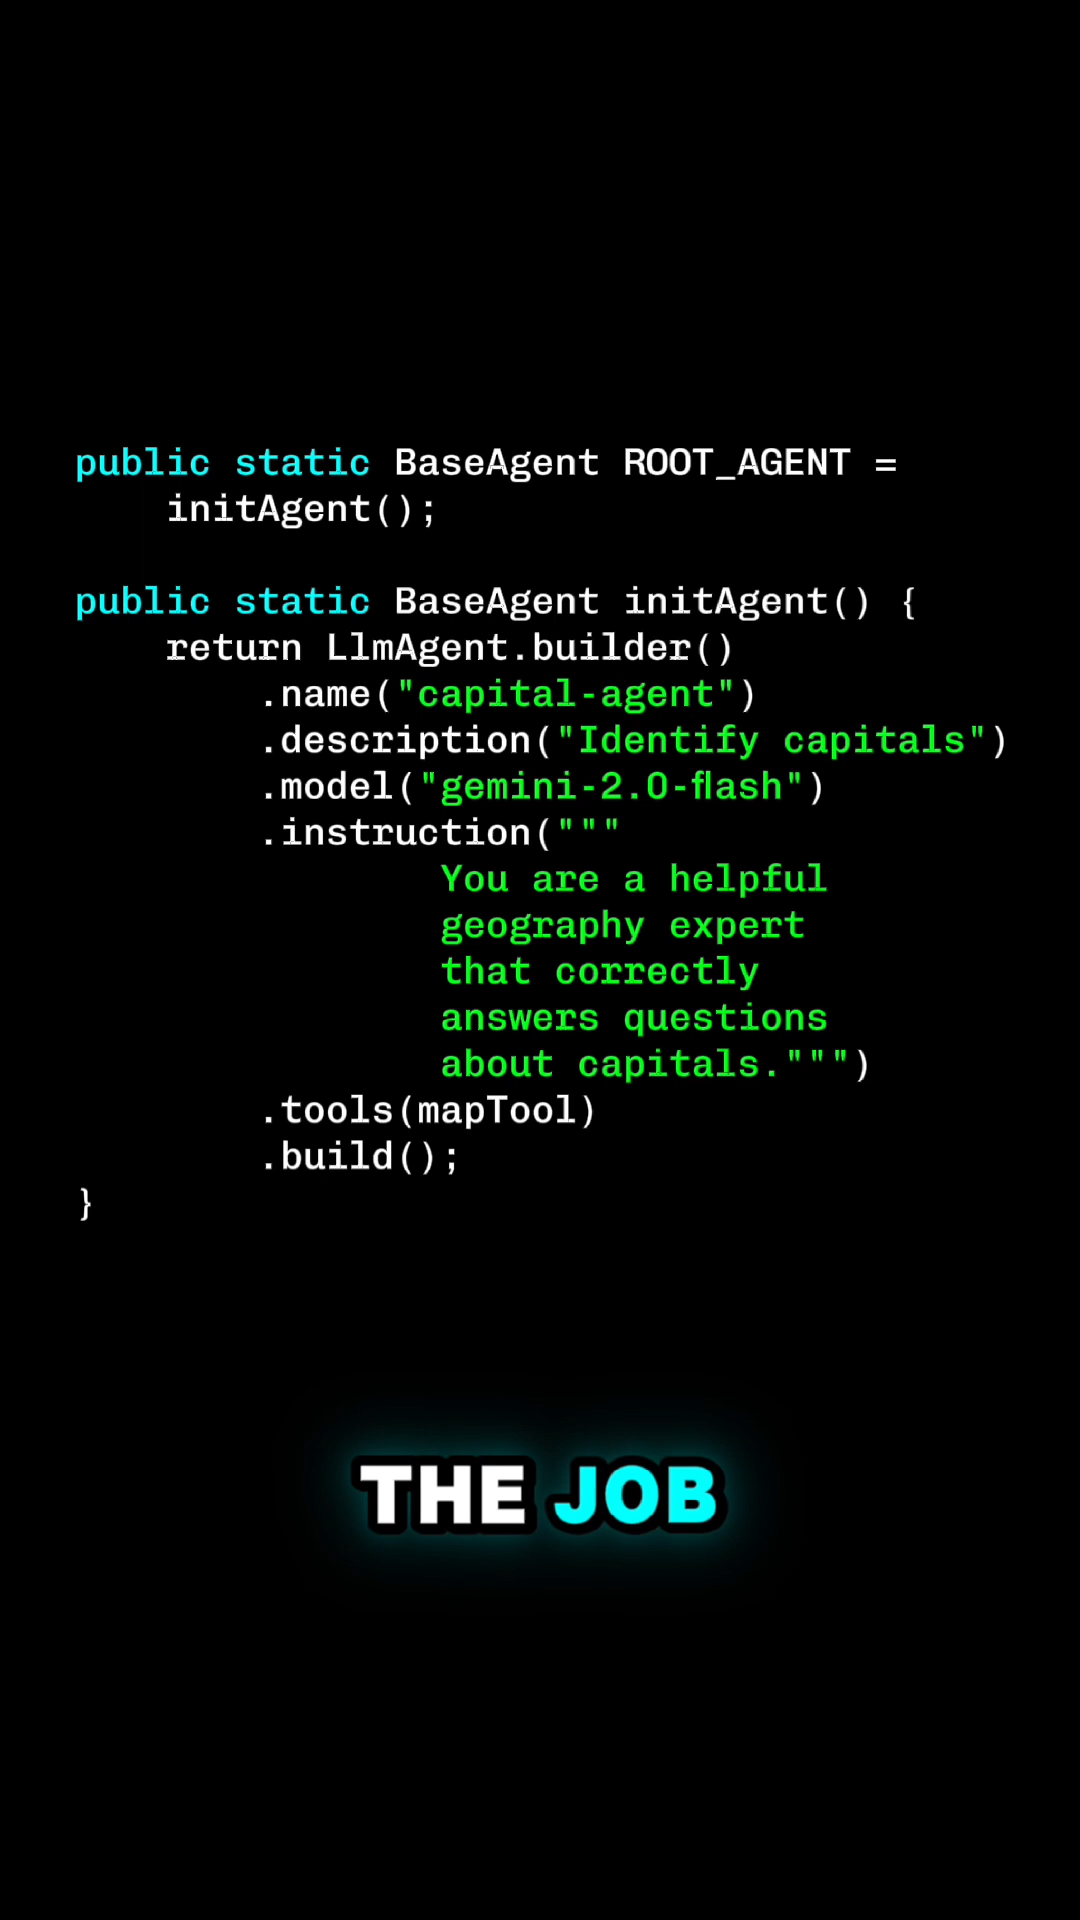 public static BaseAgent ROOT_AGENT =
    initAgent();

public static BaseAgent initAgent() {
    return LlmAgent.builder()
        .name("capital-agent")
        .description("Identify capitals")
        .model("gemini-2.0-flash")
        .instruction("""
                You are a helpful
                geography expert
                that correctly
                answers questions
                about capitals.""")
        .tools(mapTool)
        .build();
}
THE JOB